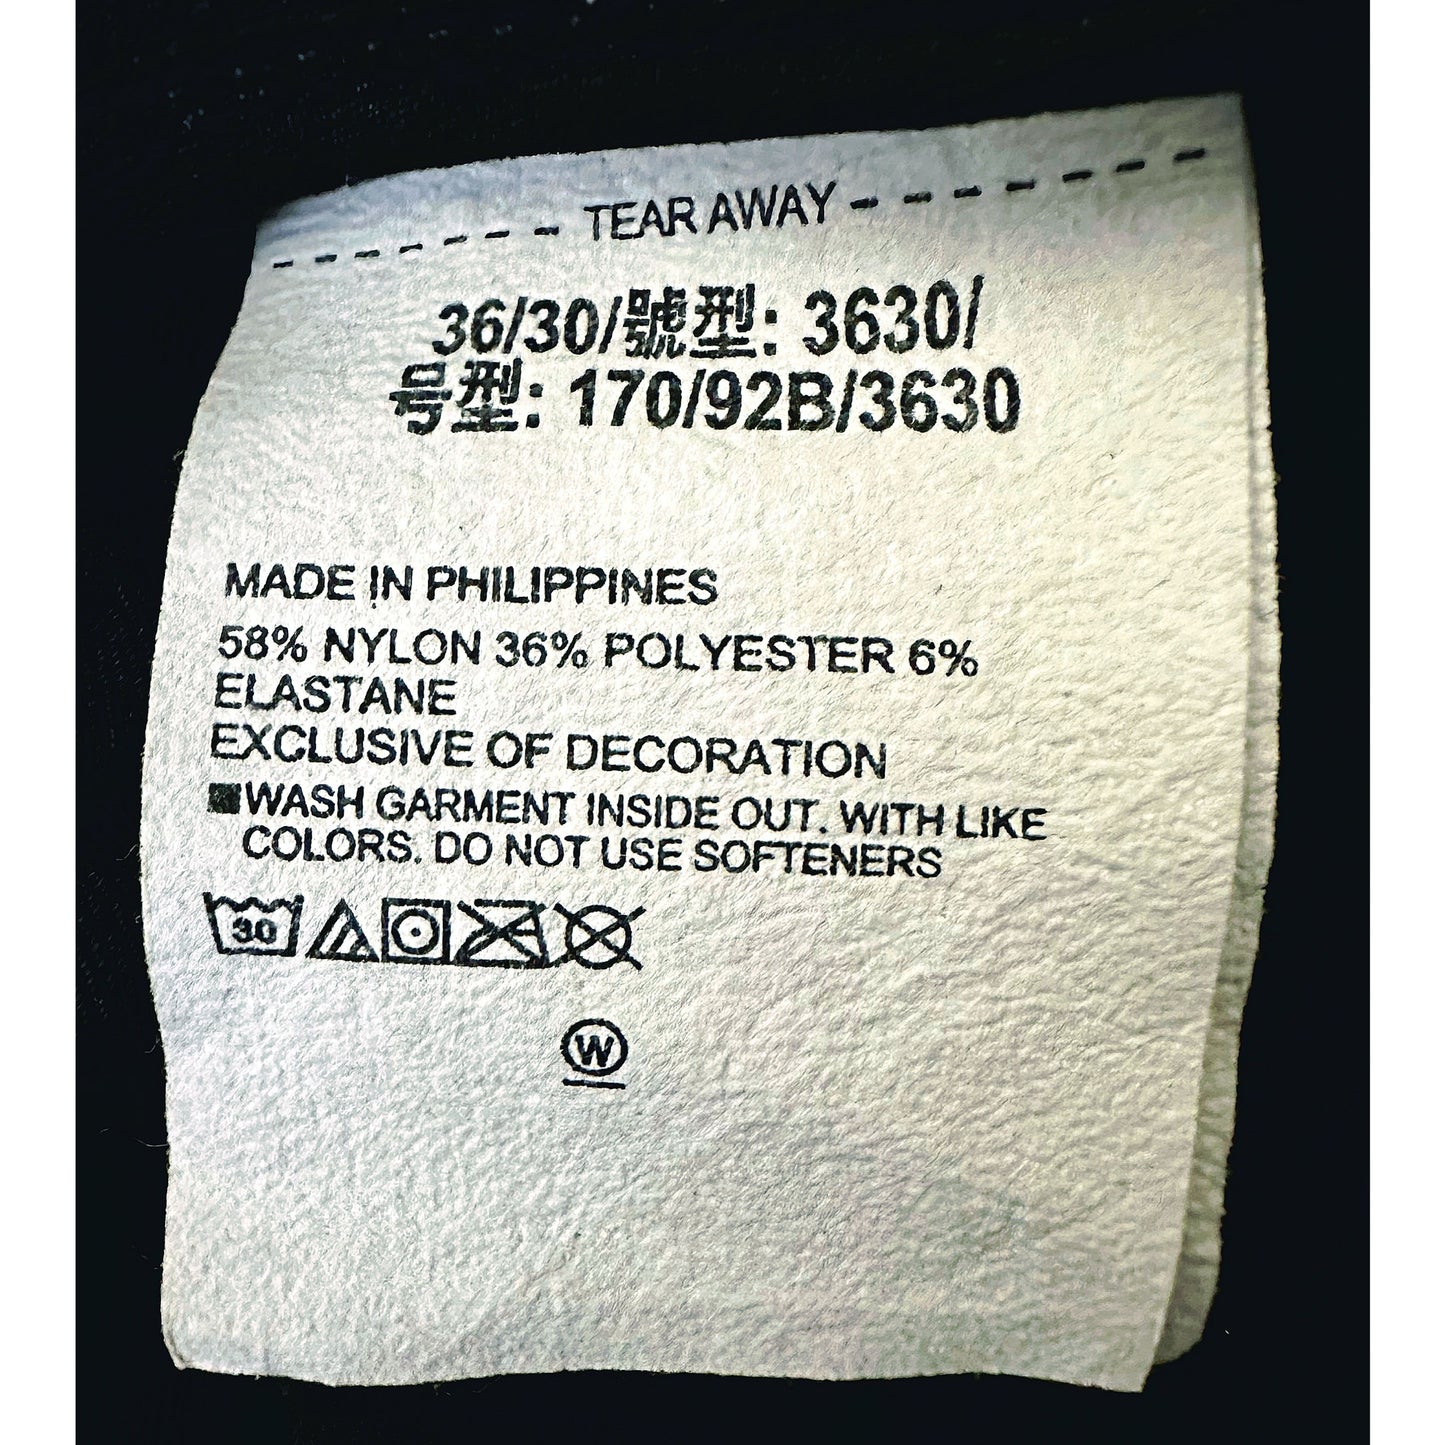 TEAR AWAY
36/30/號型: 3630/
号型: 170/92B/3630
MADE IN PHILIPPINES
58% NYLON 36% POLYESTER 6%
ELASTANE
EXCLUSIVE OF DECORATION
■WASH GARMENT INSIDE OUT. WITH LIKE
COLORS. DO NOT USE SOFTENERS
30
W